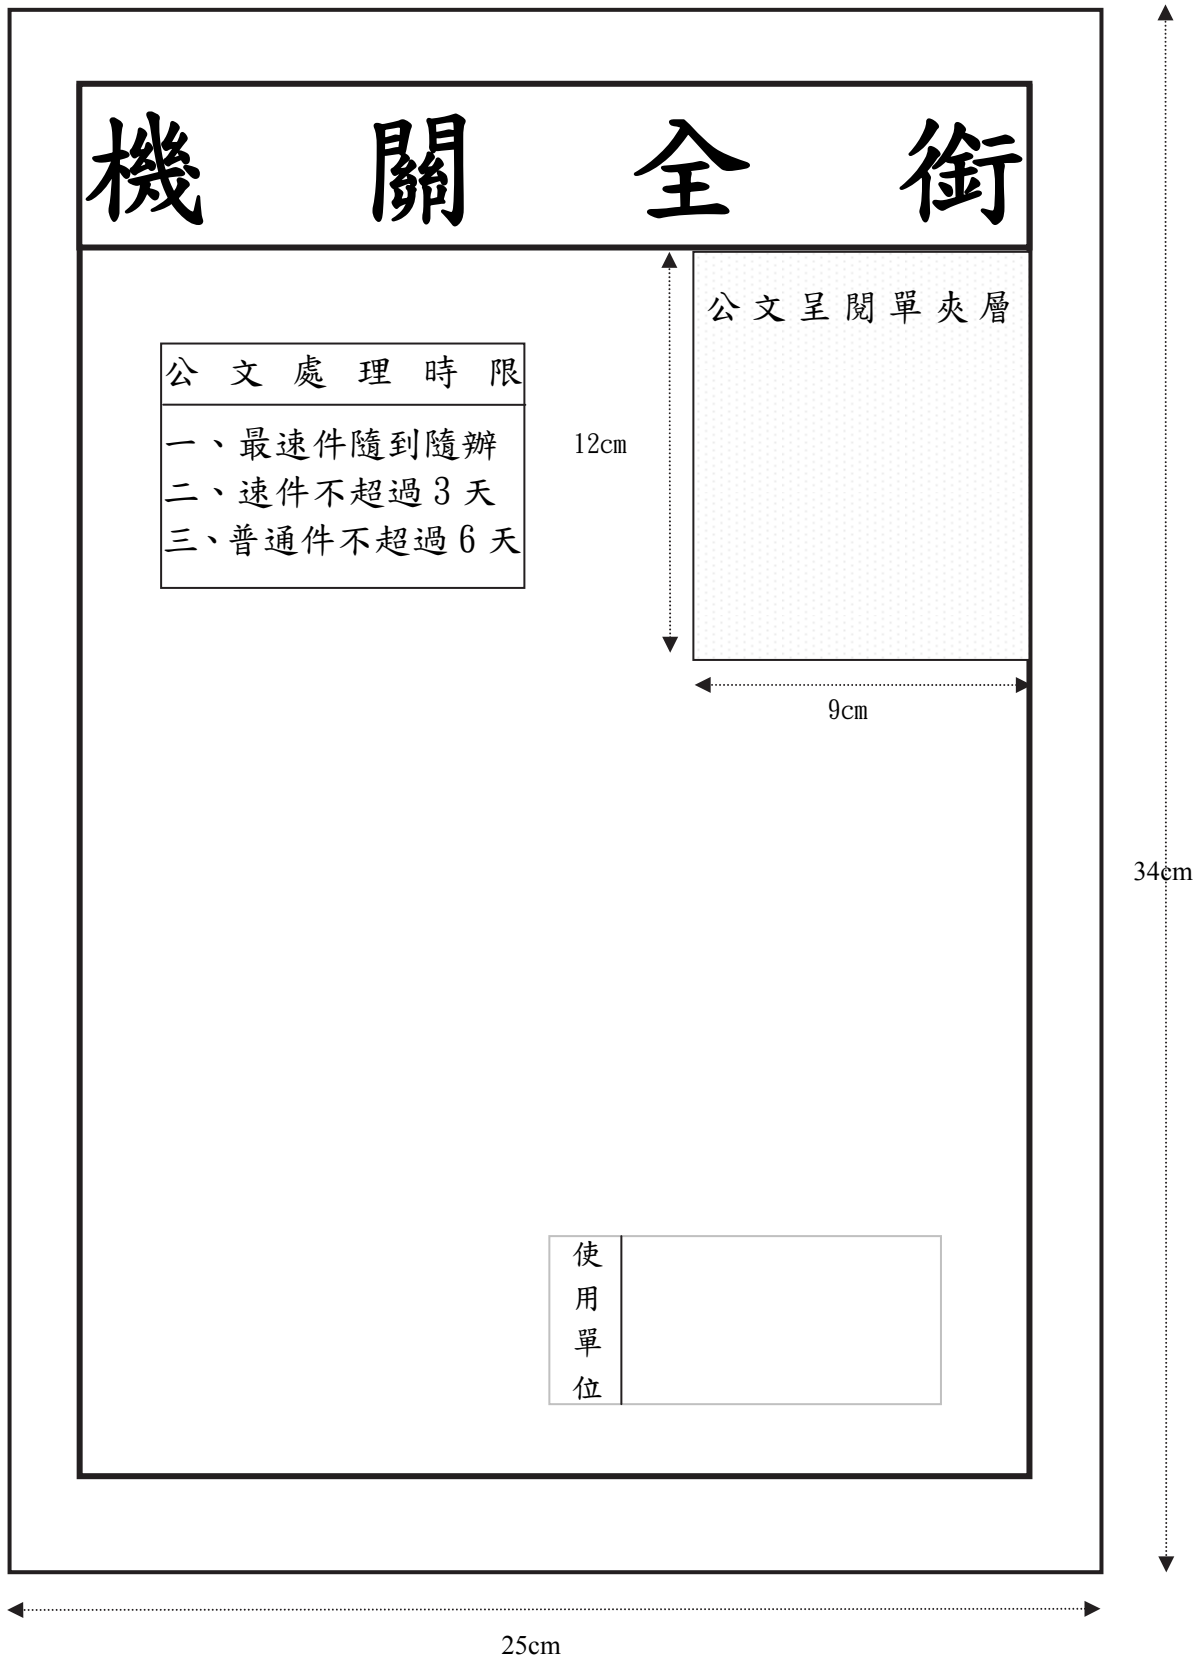 機關全銜
公文呈閱單夾層
公文處理時限
一、最速件隨到隨辦
二、速件不超過3天
三、普通件不超過6天
12cm
9cm
34cm
使
用
單
位
25cm